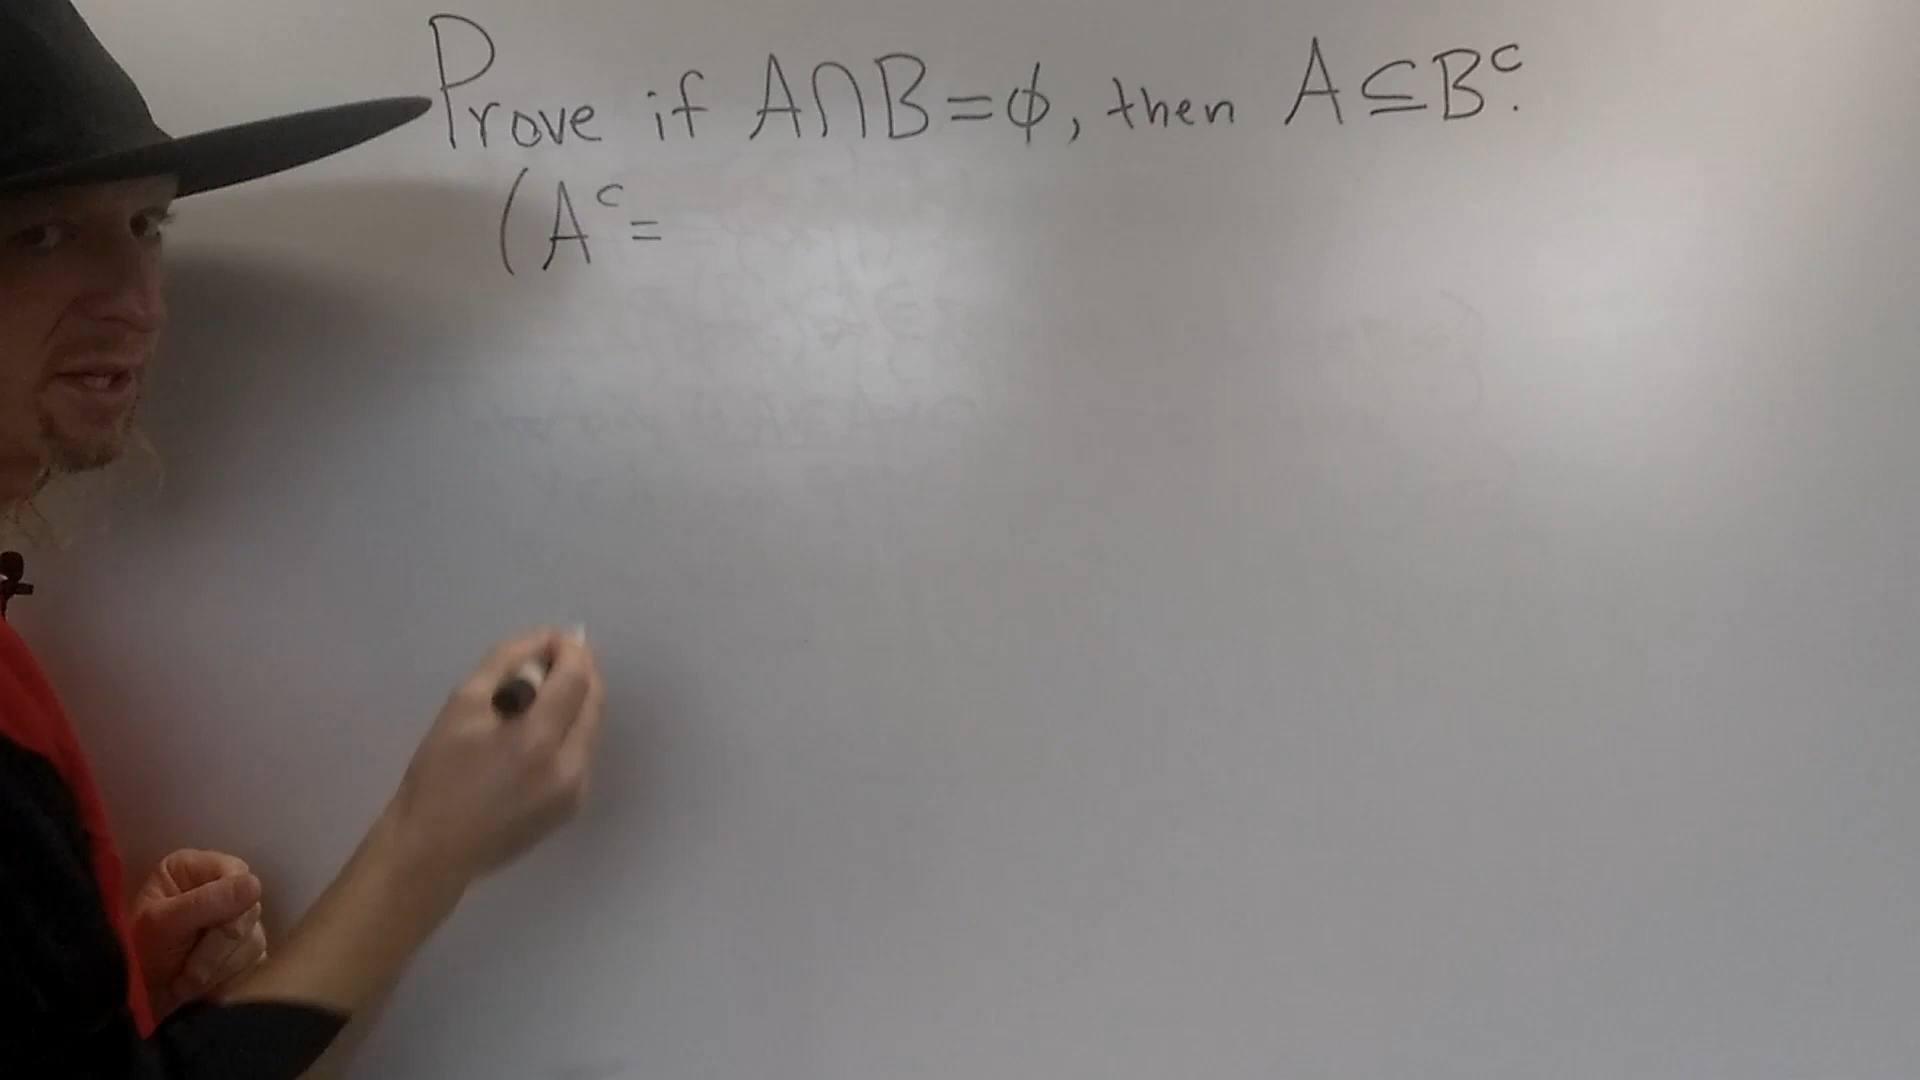 Prove if A∩B=ϕ, then A⊆Bᶜ.
(Aᶜ=